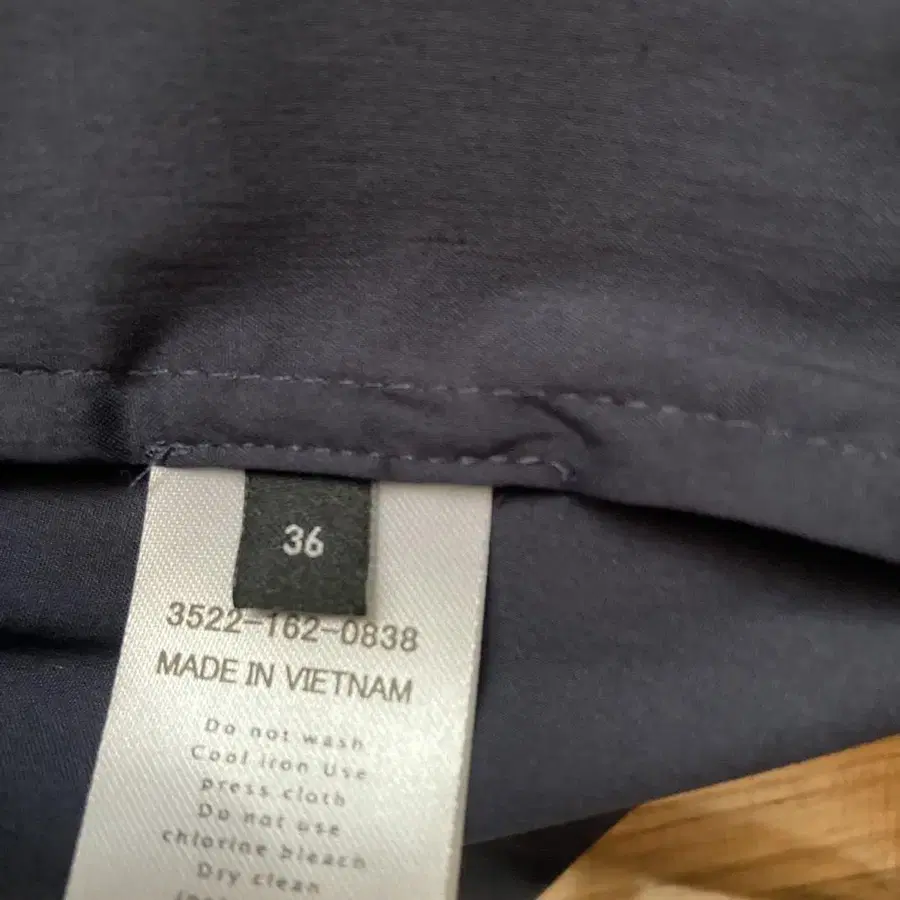 36
3522-162-0838
MADE IN VIETNAM
Do not wash
Cool iron Use
press cloth
Do not use
chlorine bleach
Dry clean